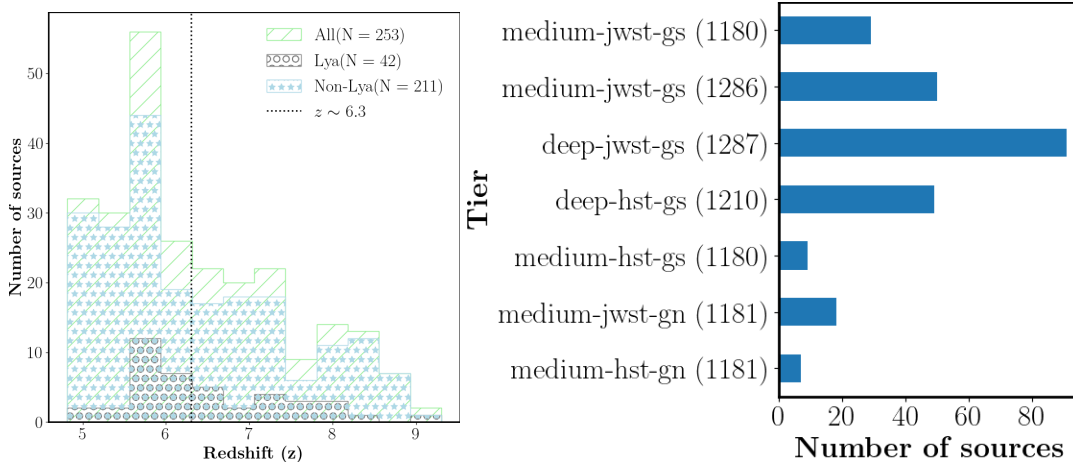 All(N = 253)
Lya(N = 42)
Non-Lya(N = 211)
z ∼ 6.3
Number of sources
50
40
30
20
10
0
5
6
7
8
9
Redshift (z)
Tier
medium-jwst-gs (1180)
medium-jwst-gs (1286)
deep-jwst-gs (1287)
deep-hst-gs (1210)
medium-hst-gs (1180)
medium-jwst-gn (1181)
medium-hst-gn (1181)
0
20
40
60
80
Number of sources